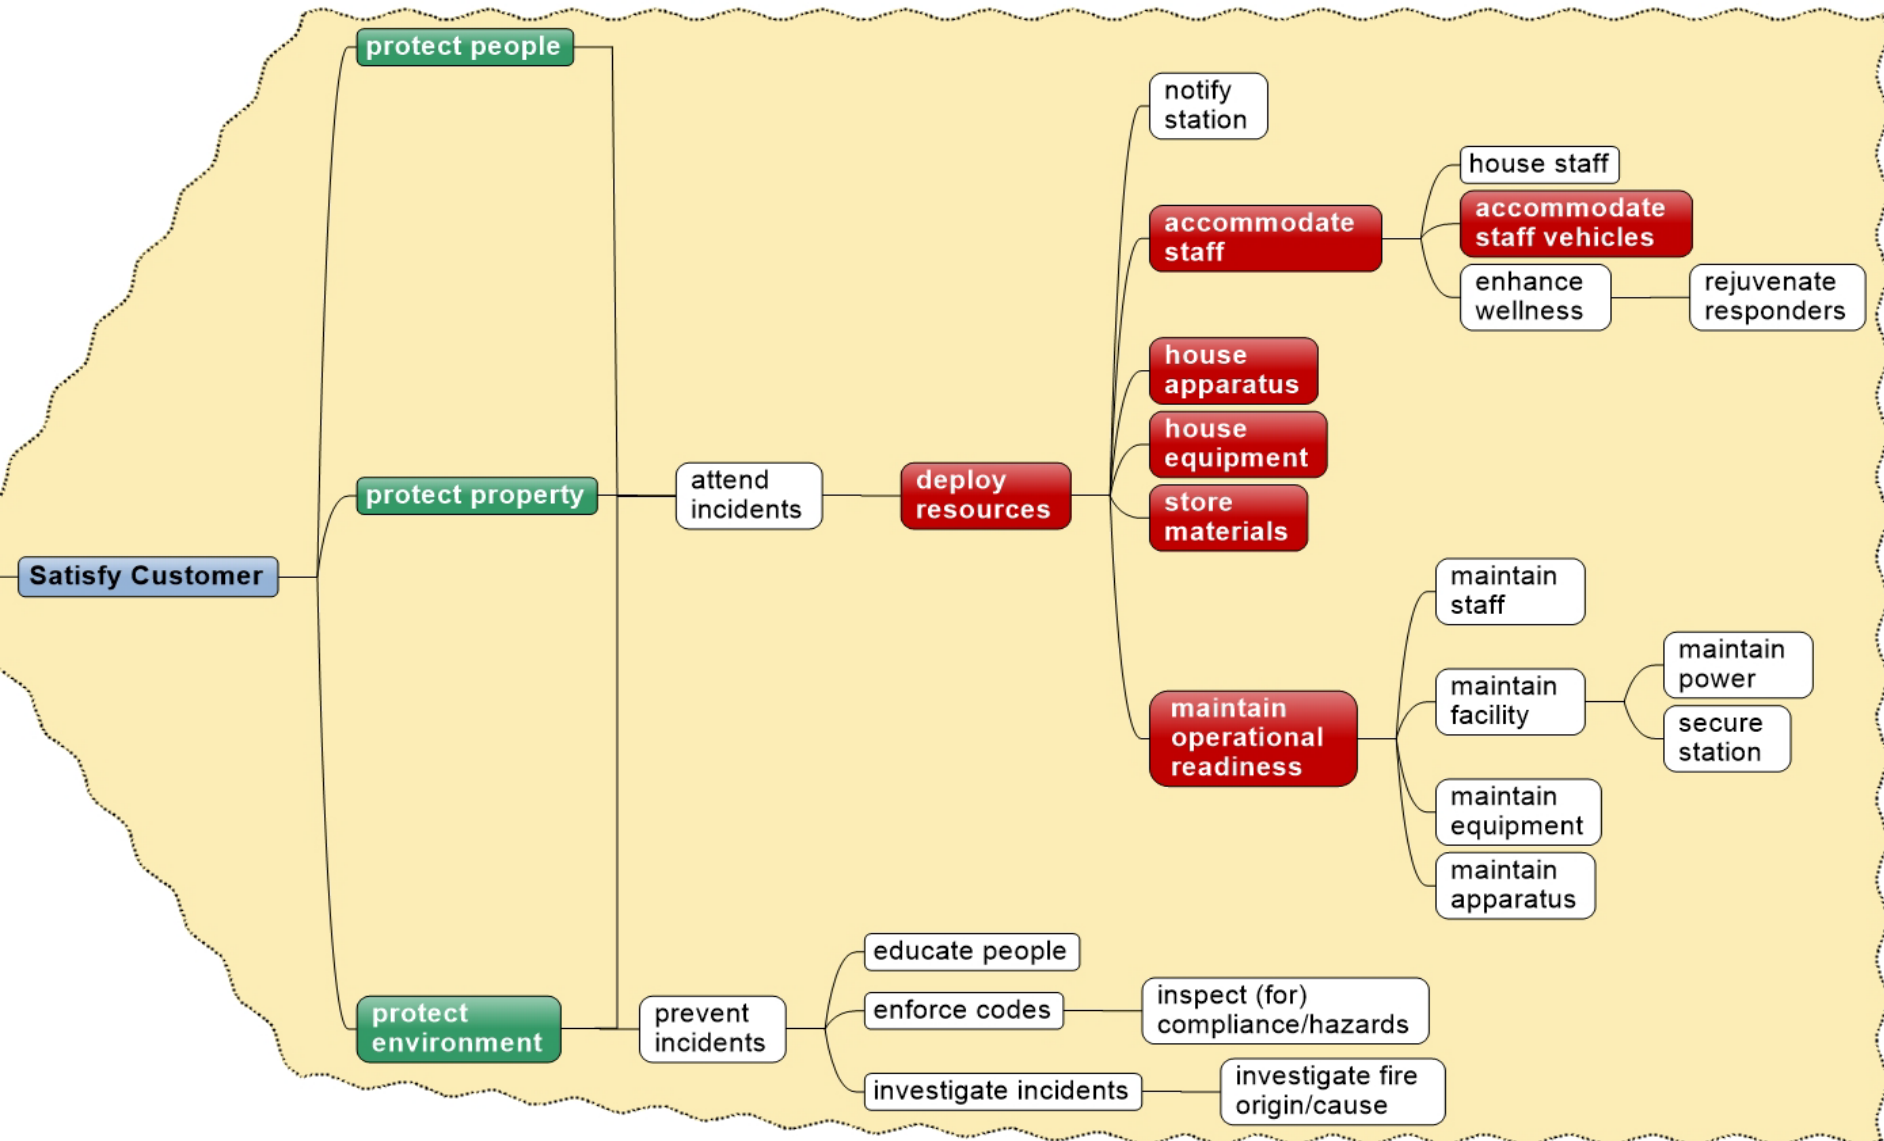 protect people
notify
station
house staff
accommodate
staff vehicles
accommodate
staff
enhance
wellness
rejuvenate
responders
house
apparatus
house
equipment
store
materials
protect property
attend
incidents
deploy
resources
Satisfy Customer
maintain
staff
maintain
operational
readiness
maintain
facility
maintain
power
secure
station
maintain
equipment
maintain
apparatus
protect
environment
prevent
incidents
educate people
enforce codes
inspect (for)
compliance/hazards
investigate incidents
investigate fire
origin/cause